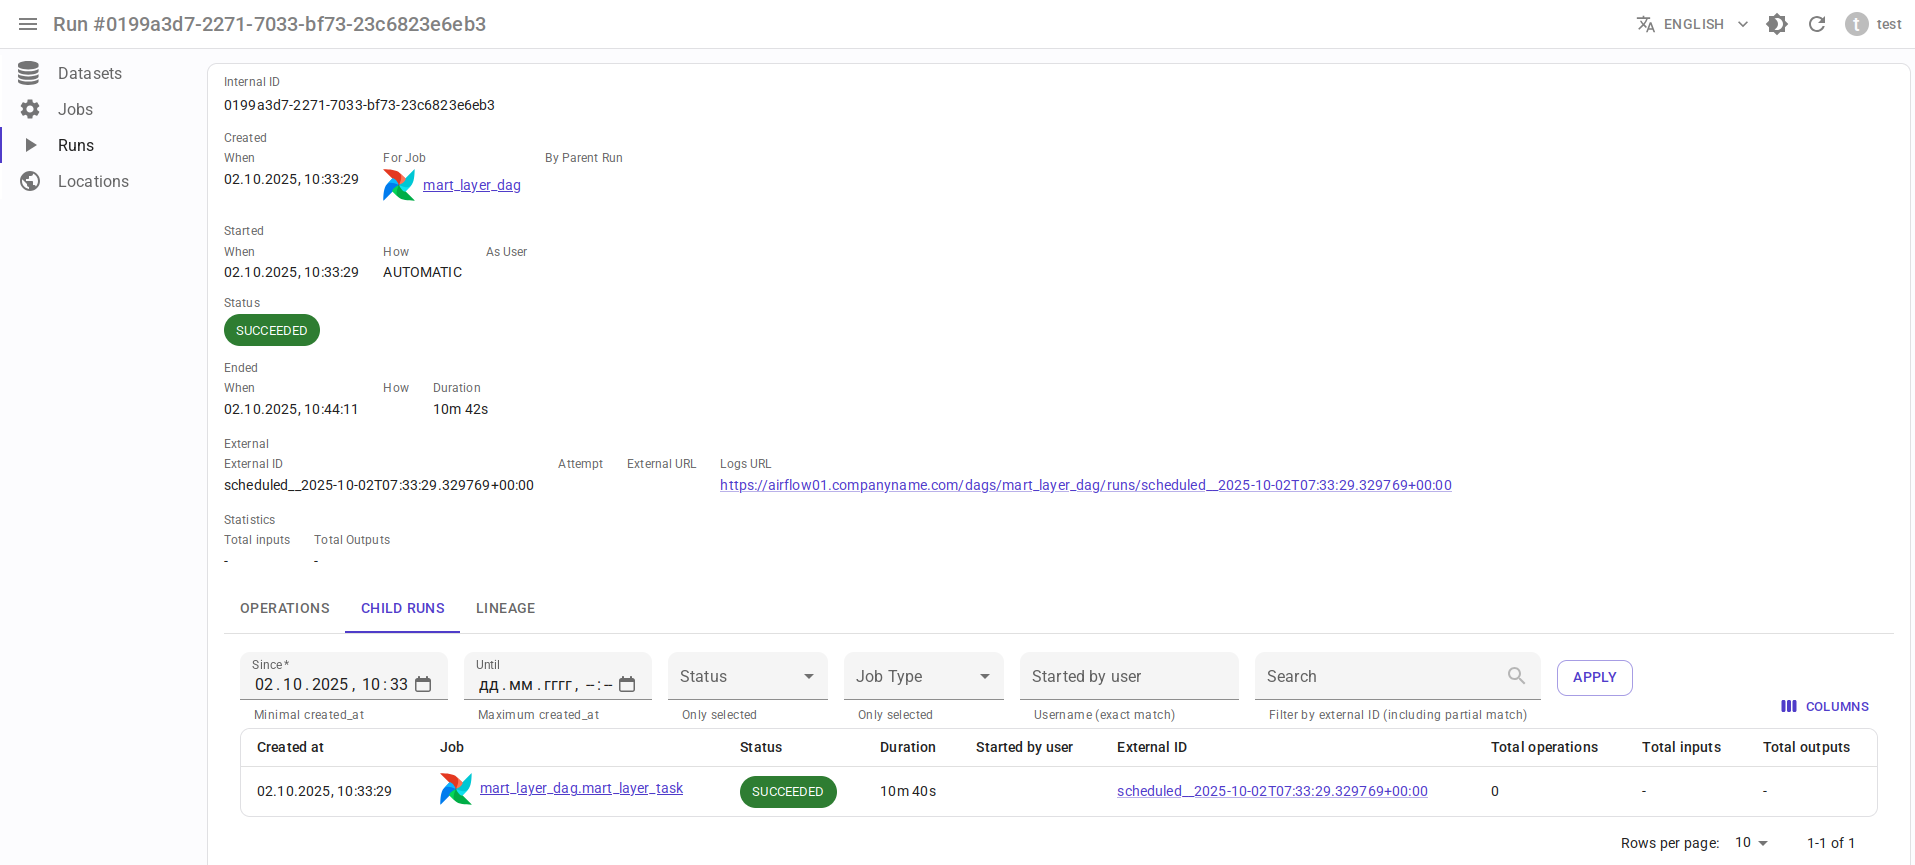 Run #0199a3d7-2271-7033-bf73-23c6823e6eb3
ENGLISH
t test
Datasets
Jobs
Runs
Locations
Internal ID
0199a3d7-2271-7033-bf73-23c6823e6eb3
Created
When For Job By Parent Run
02.10.2025, 10:33:29 mart_layer_dag
Started
When How As User
02.10.2025, 10:33:29 AUTOMATIC
Status
SUCCEEDED
Ended
When How Duration
02.10.2025, 10:44:11 10m 42s
External
External ID Attempt External URL Logs URL
scheduled__2025-10-02T07:33:29.329769+00:00 https://airflow01.companyname.com/dags/mart_layer_dag/runs/scheduled__2025-10-02T07:33:29.329769+00:00
Statistics
Total inputs Total Outputs
- -
OPERATIONS CHILD RUNS LINEAGE
Since* Until
02.10.2025, 10:33 дд.мм.гггг, --:-- Status Job Type Started by user Search APPLY
Minimal created_at Maximum created_at Only selected Only selected Username (exact match) Filter by external ID (including partial match)
COLUMNS
Created at Job Status Duration Started by user External ID Total operations Total inputs Total outputs
02.10.2025, 10:33:29 mart_layer_dag.mart_layer_task SUCCEEDED 10m 40s scheduled__2025-10-02T07:33:29.329769+00:00 0 - -
Rows per page: 10 1-1 of 1